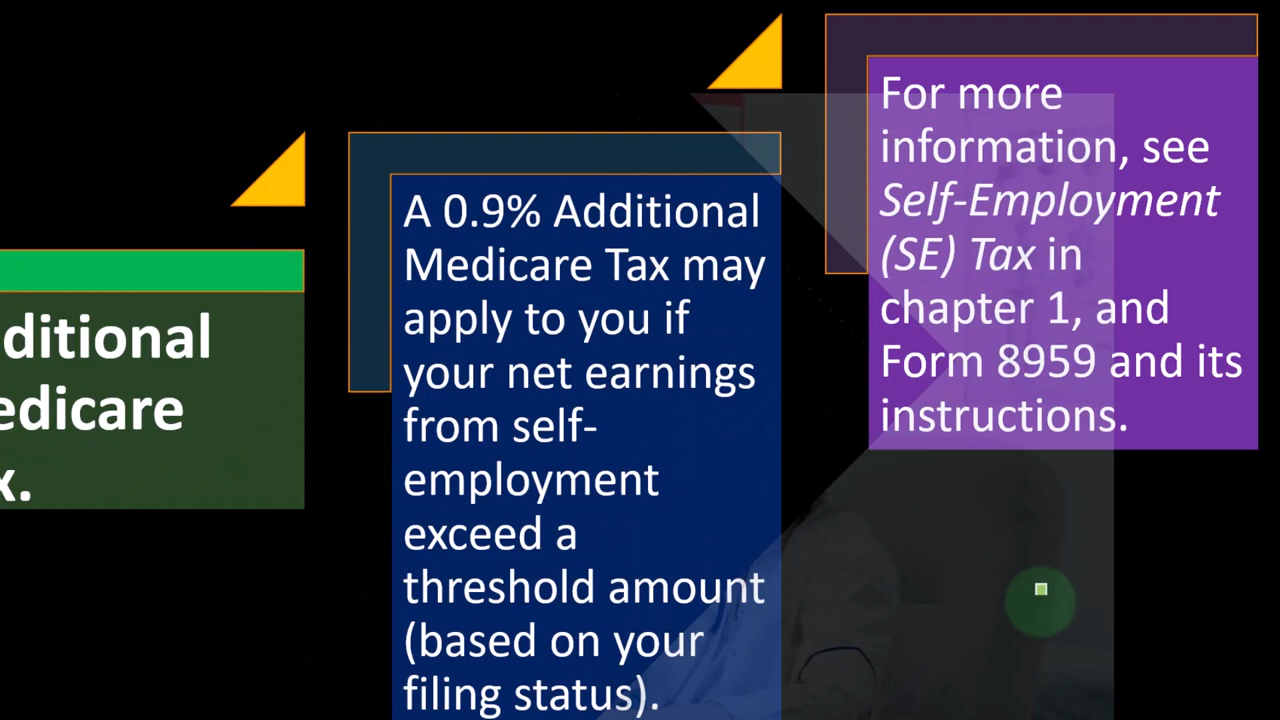 ditional
edicare
x.
A 0.9% Additional
Medicare Tax may
apply to you if
your net earnings
from self-
employment
exceed a
threshold amount
(based on your
filing status).
For more
information, see
Self-Employment
(SE) Tax in
chapter 1, and
Form 8959 and its
instructions.